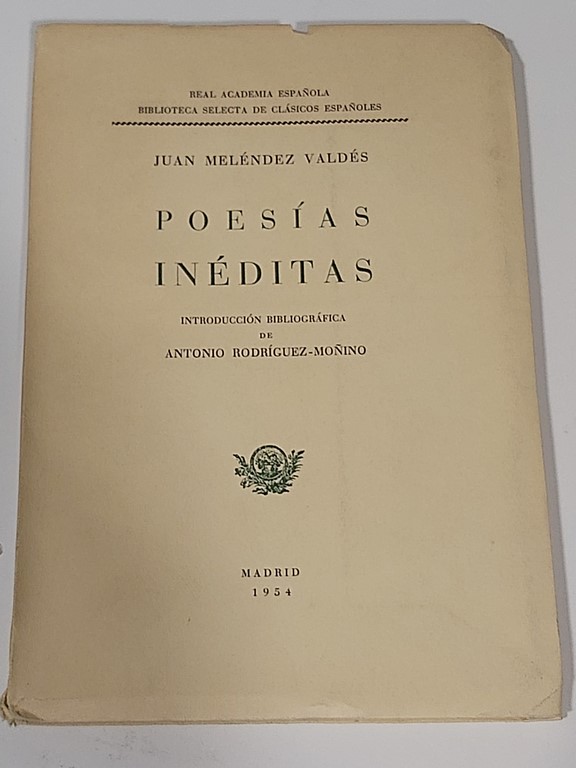 REAL ACADEMIA ESPAÑOLA
BIBLIOTECA SELECTA DE CLÁSICOS ESPAÑOLES
JUAN MELÉNDEZ VALDÉS
POESÍAS
INÉDITAS
INTRODUCCIÓN BIBLIOGRÁFICA
DE
ANTONIO RODRÍGUEZ-MOÑINO
MADRID
1954